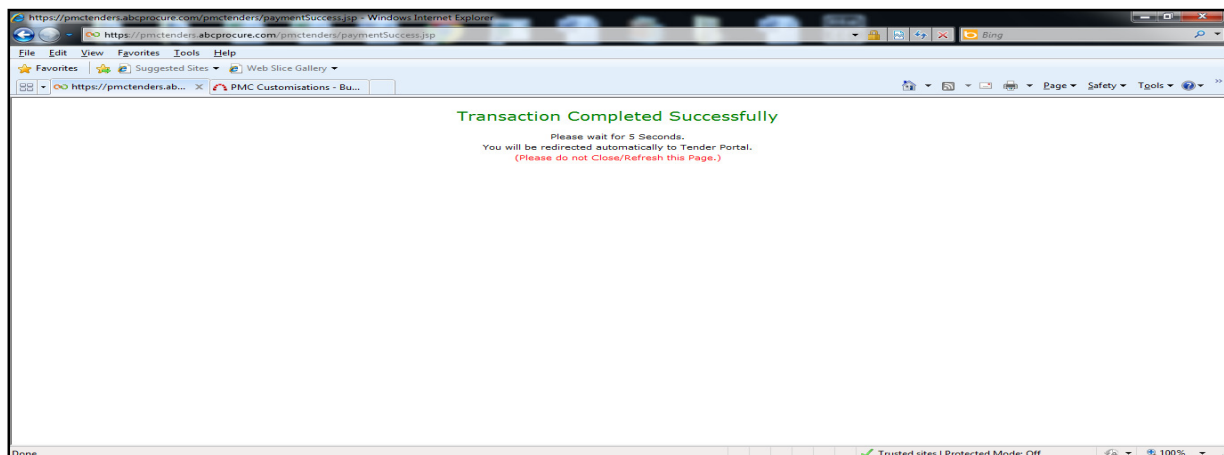 https://pmctenders.abcprocure.com/pmctenders/paymentSuccess.jsp - Windows Internet Explorer
https://pmctenders.abcprocure.com/pmctenders/paymentSuccess.jsp
Bing
File Edit View Favorites Tools Help
Favorites Suggested Sites Web Slice Gallery
https://pmctenders.ab... PMC Customisations - Bu... Page Safety Tools
Transaction Completed Successfully
Please wait for 5 Seconds.
You will be redirected automatically to Tender Portal.
(Please do not Close/Refresh this Page.)
Done Trusted sites | Protected Mode: Off 100%